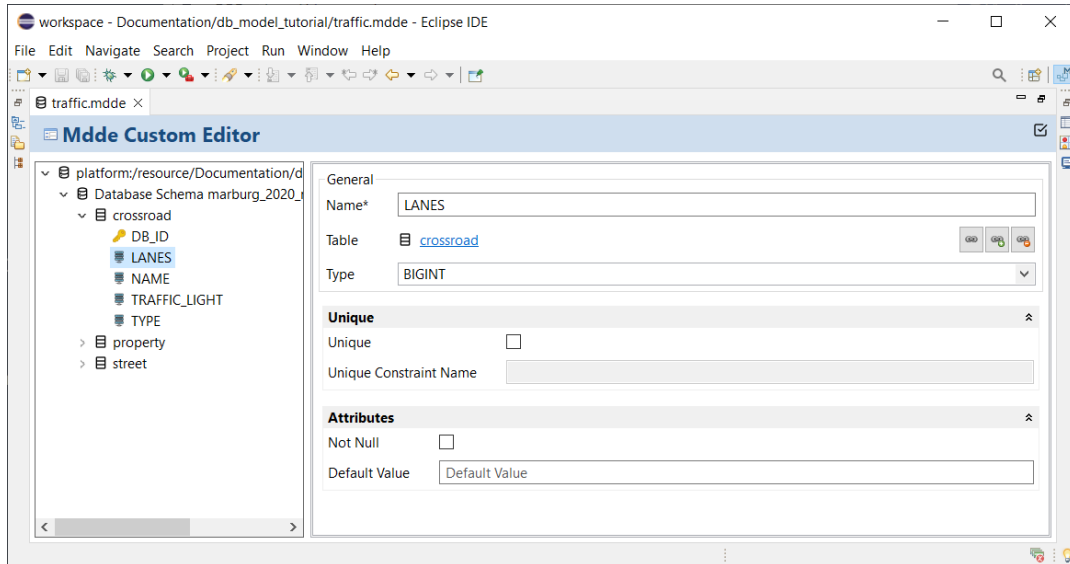 workspace - Documentation/db_model_tutorial/traffic.mdde - Eclipse IDE
File Edit Navigate Search Project Run Window Help
traffic.mdde
Mdde Custom Editor
platform:/resource/Documentation/d
Database Schema marburg_2020_
crossroad
DB_ID
LANES
NAME
TRAFFIC_LIGHT
TYPE
property
street
General
Name* LANES
Table crossroad
Type BIGINT
Unique
Unique
Unique Constraint Name
Attributes
Not Null
Default Value Default Value